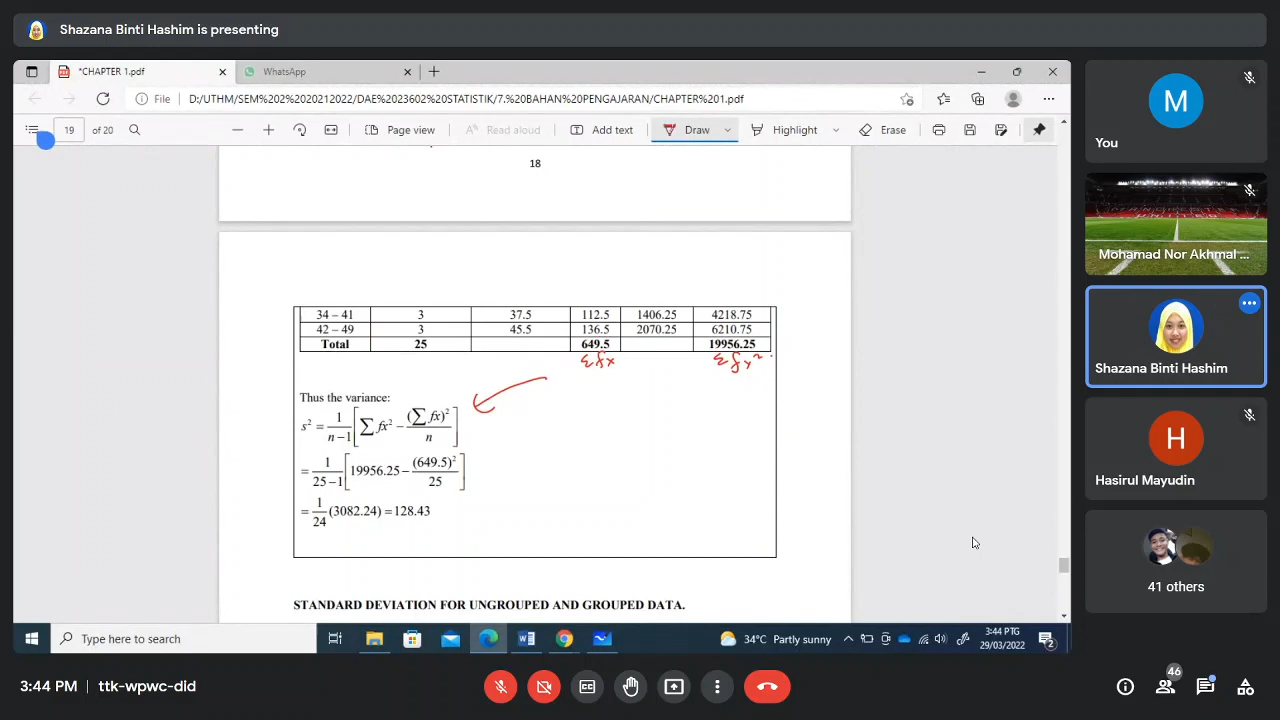 Shazana Binti Hashim is presenting
*CHAPTER 1.pdf
WhatsApp
File
D:/UTHM/SEM%202%2020212022/DAE%2023602%20STATISTIK/7.%20BAHAN%20PENGAJARAN/CHAPTER%201.pdf
19 of 20
Page view
Read aloud
Add text
Draw
Highlight
Erase
18
34 – 41 3 37.5 112.5 1406.25 4218.75
42 – 49 3 45.5 136.5 2070.25 6210.75
Total 25 649.5 19956.25
Σfx Σfx²
Thus the variance:
s² = 1/(n−1) [∑ fx² − (∑ fx)²/n]
= 1/(25−1) [19956.25 − (649.5)²/25]
= 1/24 (3082.24) = 128.43
STANDARD DEVIATION FOR UNGROUPED AND GROUPED DATA.
Type here to search
34°C Partly sunny
3:44 PTG
29/03/2022
2
M
You
Mohamad Nor Akhmal ...
Shazana Binti Hashim
H
Hasirul Mayudin
41 others
3:44 PM | ttk-wpwc-did
46